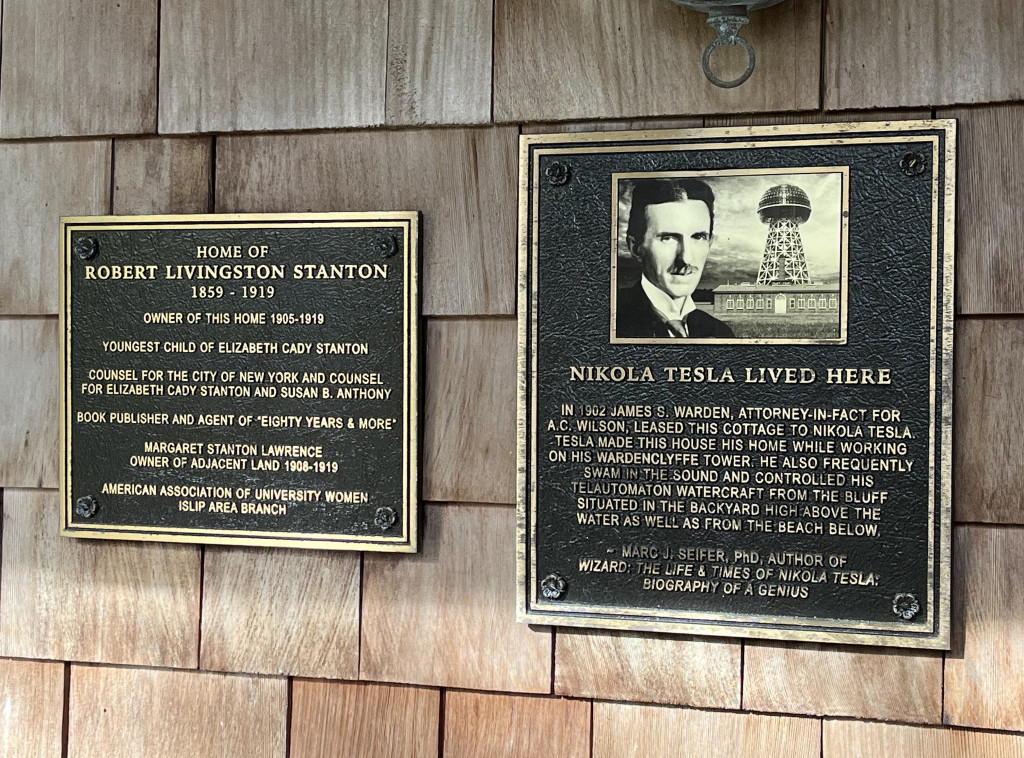 HOME OF
ROBERT LIVINGSTON STANTON
1859 - 1919
OWNER OF THIS HOME 1905-1919
YOUNGEST CHILD OF ELIZABETH CADY STANTON
COUNSEL FOR THE CITY OF NEW YORK AND COUNSEL
FOR ELIZABETH CADY STANTON AND SUSAN B. ANTHONY
BOOK PUBLISHER AND AGENT OF "EIGHTY YEARS & MORE"
MARGARET STANTON LAWRENCE
OWNER OF ADJACENT LAND 1908-1919
AMERICAN ASSOCIATION OF UNIVERSITY WOMEN
ISLIP AREA BRANCH
NIKOLA TESLA LIVED HERE
IN 1902 JAMES S. WARDEN, ATTORNEY-IN-FACT FOR
A.C. WILSON, LEASED THIS COTTAGE TO NIKOLA TESLA.
TESLA MADE THIS HOUSE HIS HOME WHILE WORKING
ON HIS WARDENCLYFFE TOWER. HE ALSO FREQUENTLY
SWAM IN THE SOUND AND CONTROLLED HIS
TELAUTOMATON WATERCRAFT FROM THE BLUFF
SITUATED IN THE BACKYARD HIGH ABOVE THE
WATER AS WELL AS FROM THE BEACH BELOW.
~ MARC J. SEIFER, PhD, AUTHOR OF
WIZARD: THE LIFE & TIMES OF NIKOLA TESLA:
BIOGRAPHY OF A GENIUS